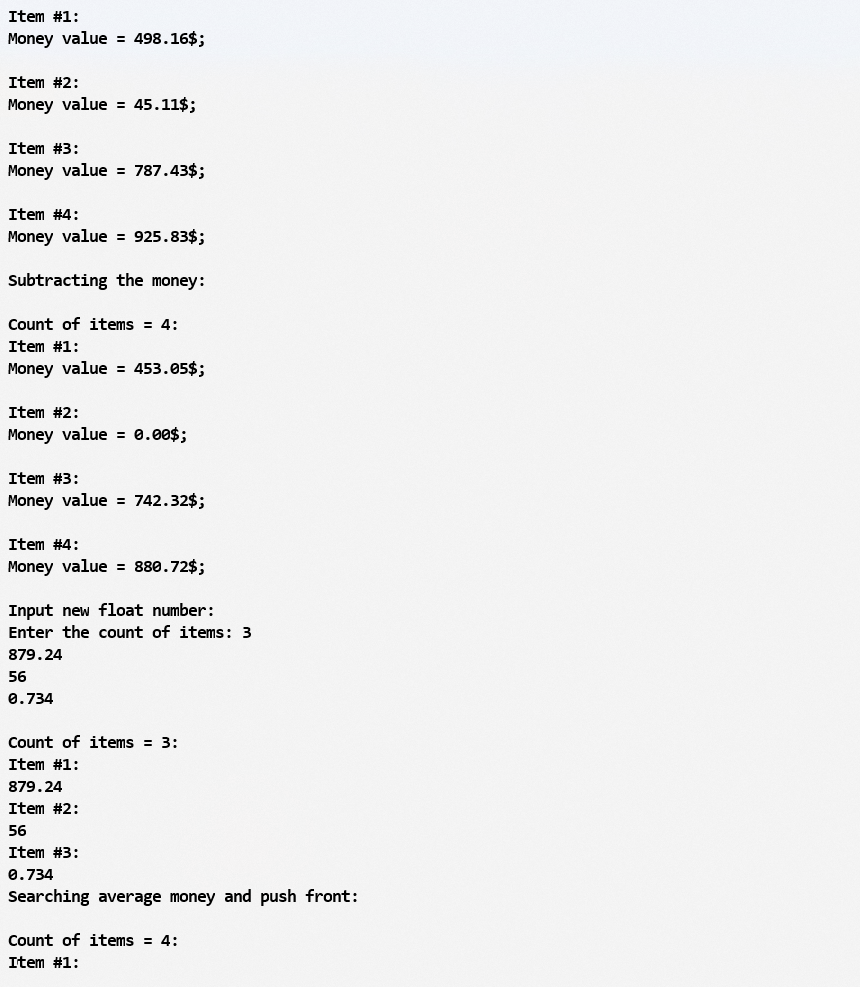 Item #1:
Money value = 498.16$;
Item #2:
Money value = 45.11$;
Item #3:
Money value = 787.43$;
Item #4:
Money value = 925.83$;
Subtracting the money:
Count of items = 4:
Item #1:
Money value = 453.05$;
Item #2:
Money value = 0.00$;
Item #3:
Money value = 742.32$;
Item #4:
Money value = 880.72$;
Input new float number:
Enter the count of items: 3
879.24
56
0.734
Count of items = 3:
Item #1:
879.24
Item #2:
56
Item #3:
0.734
Searching average money and push front:
Count of items = 4:
Item #1: